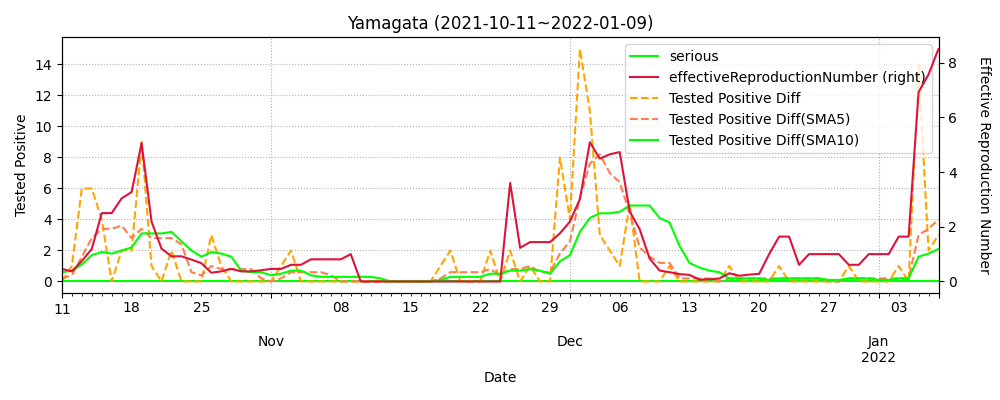 Yamagata (2021-10-11~2022-01-09)
serious
effectiveReproductionNumber (right)
Tested Positive Diff
Tested Positive Diff(SMA5)
Tested Positive Diff(SMA10)
Tested Positive
14
12
10
8
6
4
2
0
8
6
4
2
0
Effective Reproduction Number
11 18 25 08 15 22 29 06 13 20 27 03
Nov Dec Jan
2022
Date